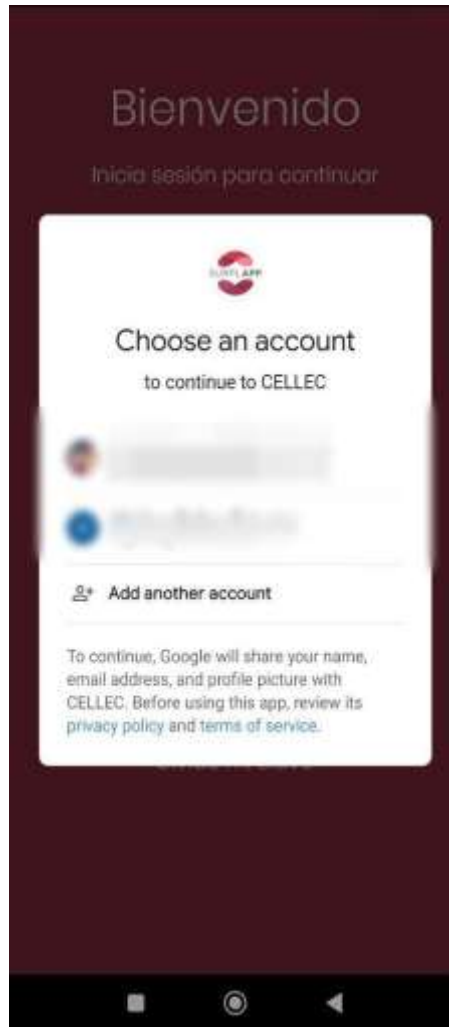 Bienvenido
Inicia sesión para continuar
Choose an account
to continue to CELLEC
Add another account
To continue, Google will share your name,
email address, and profile picture with
CELLEC. Before using this app, review its
privacy policy and terms of service.